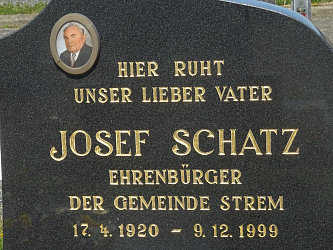 HIER RUHT
UNSER LIEBER VATER
JOSEF SCHATZ
EHRENBÜRGER
DER GEMEINDE STREM
17. 4. 1920 – 9. 12. 1999